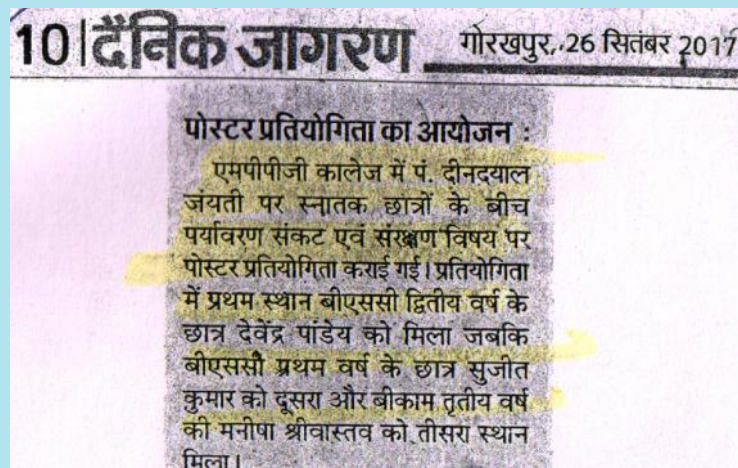 10 दैनिक जागरण गोरखपुर, 26 सितंबर 2017
पोस्टर प्रतियोगिता का आयोजन :
एमपीपीजी कालेज में पं. दीनदयाल
जंयती पर स्नातक छात्रों के बीच
पर्यावरण संकट एवं संरक्षण विषय पर
पोस्टर प्रतियोगिता कराई गई। प्रतियोगिता
में प्रथम स्थान बीएससी द्वितीय वर्ष के
छात्र देवेंद्र पांडेय को मिला जबकि
बीएससी प्रथम वर्ष के छात्र सुजीत
कुमार को दूसरा और बीकाम तृतीय वर्ष
की मनीषा श्रीवास्तव को तीसरा स्थान
मिला।